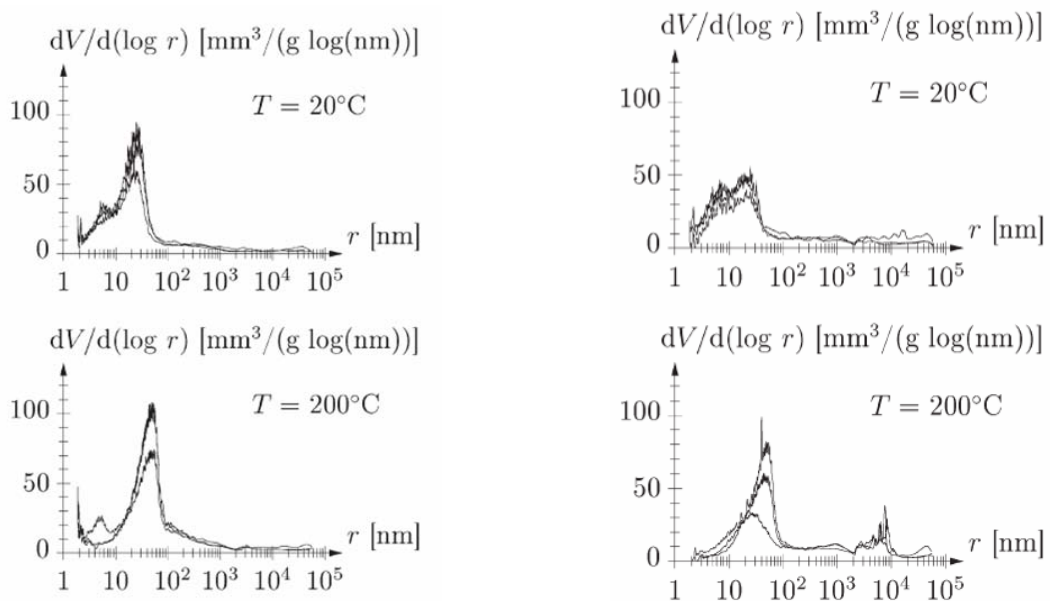 dV/d(log r) [mm³/(g log(nm))]
T = 20°C
100
50
0
r [nm]
1 10 10² 10³ 10⁴ 10⁵
dV/d(log r) [mm³/(g log(nm))]
T = 20°C
100
50
0
r [nm]
1 10 10² 10³ 10⁴ 10⁵
dV/d(log r) [mm³/(g log(nm))]
T = 200°C
100
50
0
r [nm]
1 10 10² 10³ 10⁴ 10⁵
dV/d(log r) [mm³/(g log(nm))]
T = 200°C
100
50
0
r [nm]
1 10 10² 10³ 10⁴ 10⁵